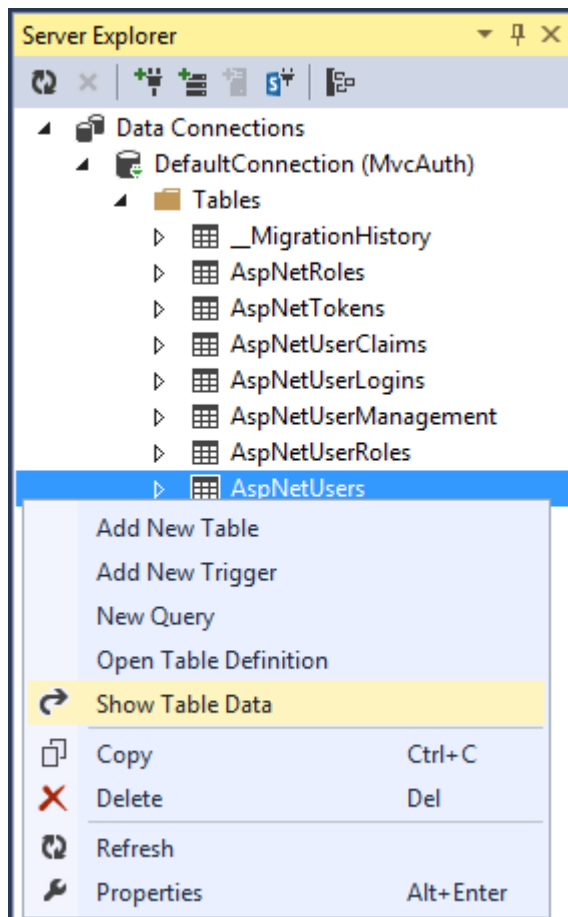 Server Explorer
Data Connections
DefaultConnection (MvcAuth)
Tables
__MigrationHistory
AspNetRoles
AspNetTokens
AspNetUserClaims
AspNetUserLogins
AspNetUserManagement
AspNetUserRoles
AspNetUsers
Add New Table
Add New Trigger
New Query
Open Table Definition
Show Table Data
Copy Ctrl+C
Delete Del
Refresh
Properties Alt+Enter